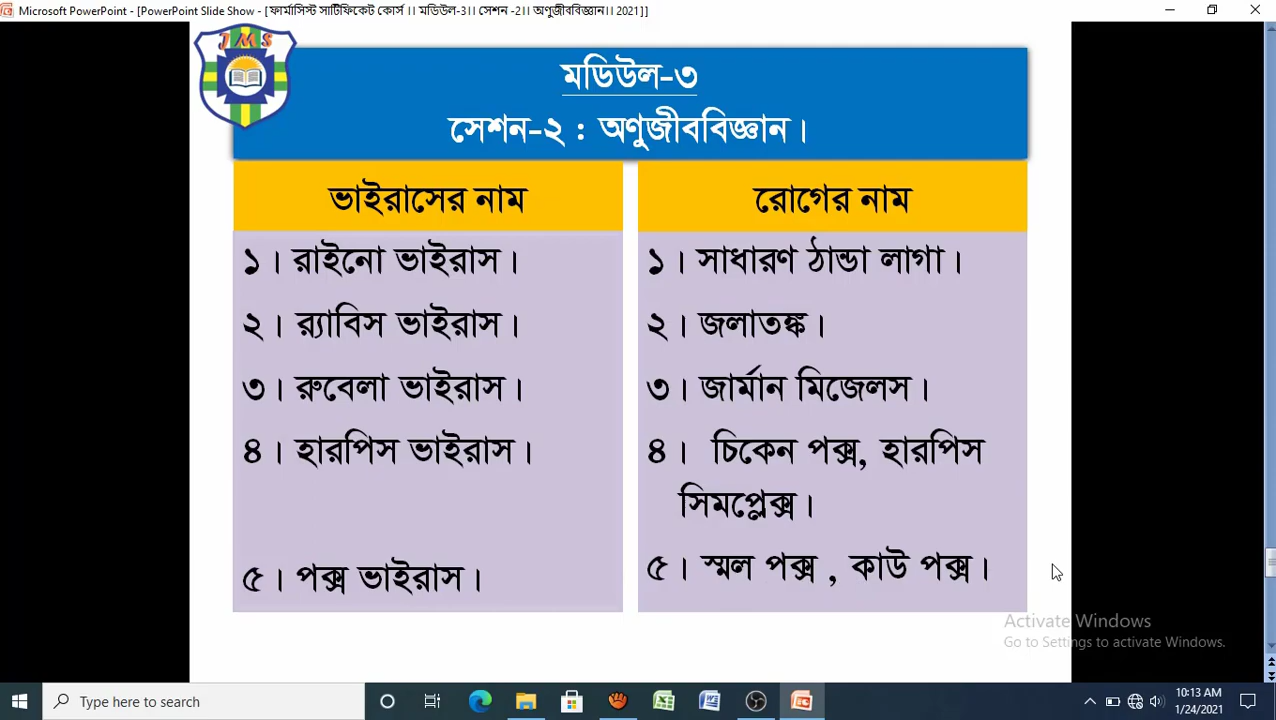 Microsoft PowerPoint - [PowerPoint Slide Show - [ ফার্মাসিস্ট সার্টিফিকেট কোর্স ।। মডিউল-3।। সেশন -2।। অণুজীববিজ্ঞান।। 2021]]
JMS
মডিউল-৩
সেশন-২ : অণুজীববিজ্ঞান।
ভাইরাসের নাম
১। রাইনো ভাইরাস।
২। র‍্যাবিস ভাইরাস।
৩। রুবেলা ভাইরাস।
৪। হারপিস ভাইরাস।
৫। পক্স ভাইরাস।
রোগের নাম
১। সাধারণ ঠান্ডা লাগা।
২। জলাতঙ্ক।
৩। জার্মান মিজেলস।
৪। চিকেন পক্স, হারপিস
সিমপ্লেক্স।
৫। স্মল পক্স , কাউ পক্স।
Activate Windows
Go to Settings to activate Windows.
Type here to search
10:13 AM
1/24/2021